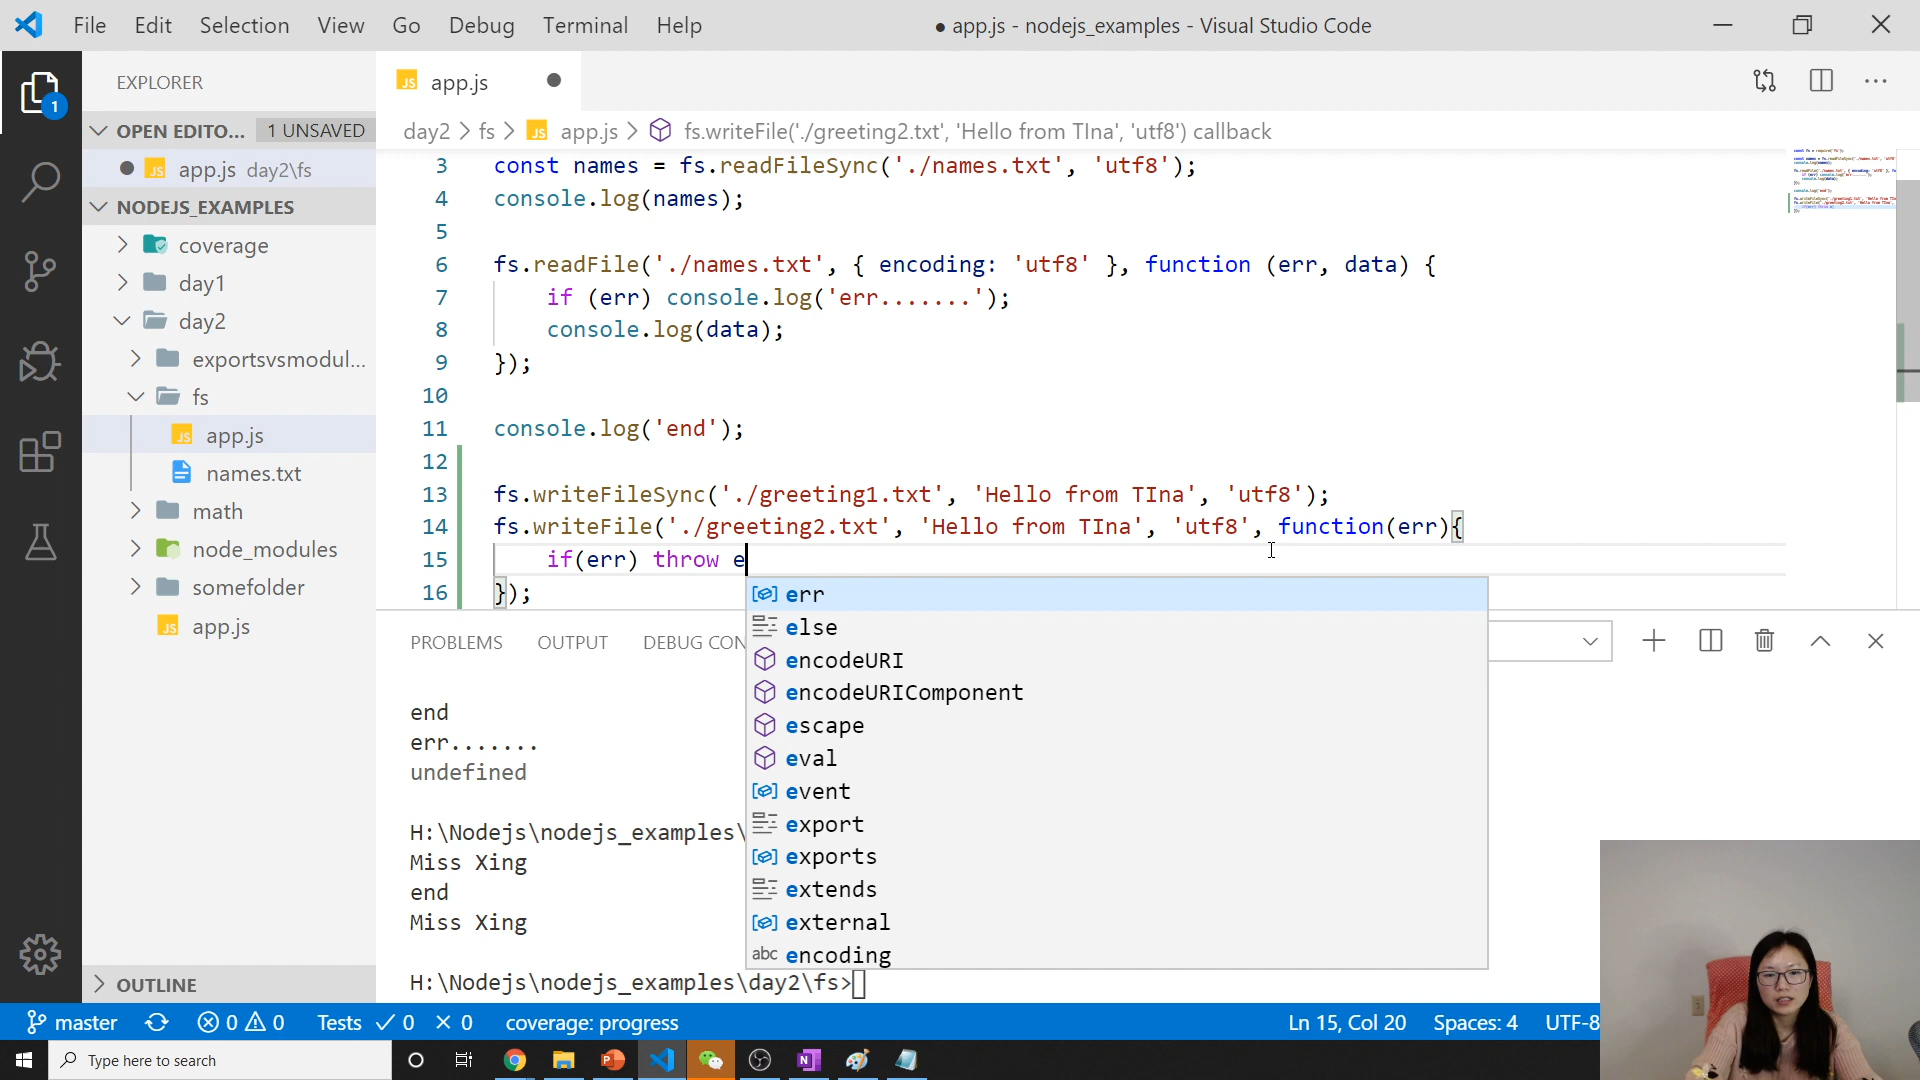 File Edit Selection View Go Debug Terminal Help
● app.js - nodejs_examples - Visual Studio Code
1
EXPLORER
OPEN EDITO... 1 UNSAVED
app.js day2\fs
NODEJS_EXAMPLES
coverage
day1
day2
exportsvsmodul...
fs
app.js
names.txt
math
node_modules
somefolder
app.js
OUTLINE
JS app.js
day2 > fs > JS app.js > fs.writeFile('./greeting2.txt', 'Hello from TIna', 'utf8') callback
3 const names = fs.readFileSync('./names.txt', 'utf8');
4 console.log(names);
5
6 fs.readFile('./names.txt', { encoding: 'utf8' }, function (err, data) {
7 if (err) console.log('err.......');
8 console.log(data);
9 });
10
11 console.log('end');
12
13 fs.writeFileSync('./greeting1.txt', 'Hello from TIna', 'utf8');
14 fs.writeFile('./greeting2.txt', 'Hello from TIna', 'utf8', function(err){
15 if(err) throw e
16 });
err
else
encodeURI
encodeURIComponent
escape
eval
event
export
exports
extends
external
abc encoding
PROBLEMS OUTPUT DEBUG CON
end
err.......
undefined
H:\Nodejs\nodejs_examples\
Miss Xing
end
Miss Xing
H:\Nodejs\nodejs_examples\day2\fs>
master 0 0 Tests 0 0 coverage: progress Ln 15, Col 20 Spaces: 4 UTF-8
Type here to search